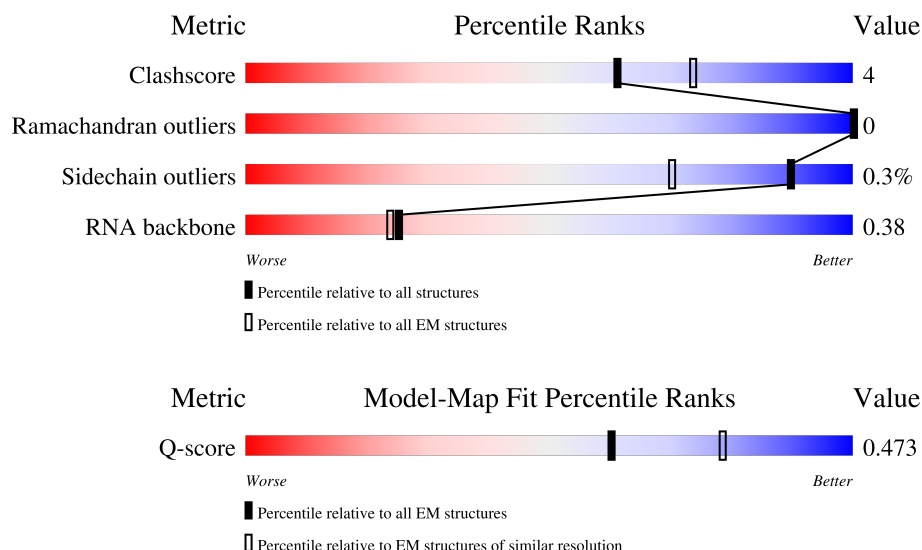 Metric Percentile Ranks Value
Clashscore 4
Ramachandran outliers 0
Sidechain outliers 0.3%
RNA backbone 0.38
Worse Better
Percentile relative to all structures
Percentile relative to all EM structures
Metric Model-Map Fit Percentile Ranks Value
Q-score 0.473
Worse Better
Percentile relative to all EM structures
Percentile relative to EM structures of similar resolution